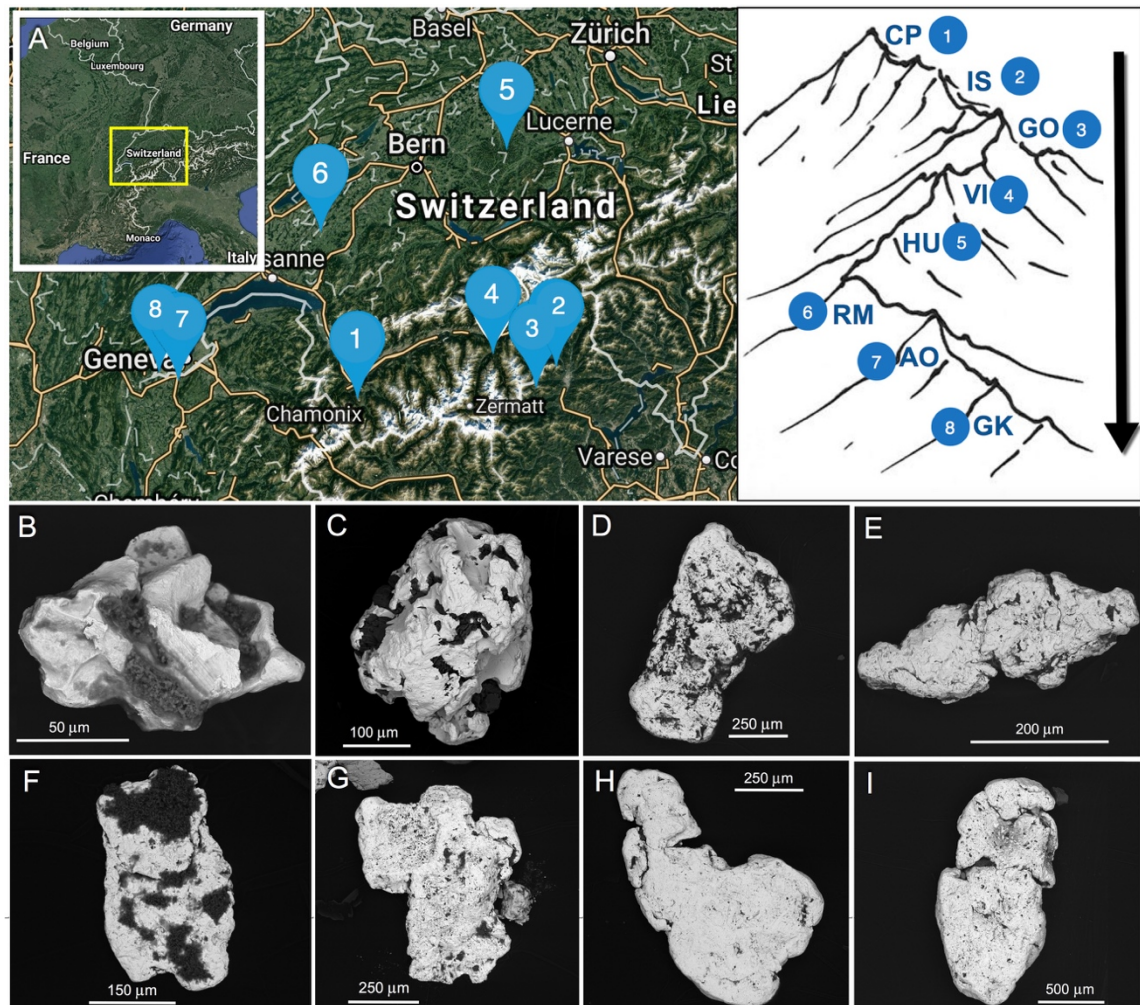 A
Germany
Belgium
Luxembourg
France
Switzerland
Monaco
Italy
Basel
Zürich
St
Lie
5
Lucerne
Bern
6
Switzerland
sanne
8
7
4
2
3
1
Geneva
Chamonix
Zermatt
Varese
Co
CP 1
IS 2
GO 3
VI 4
HU 5
6 RM
7 AO
8 GK
B
50 µm
C
100 µm
D
250 µm
E
200 µm
F
150 µm
G
250 µm
H
250 µm
I
500 µm